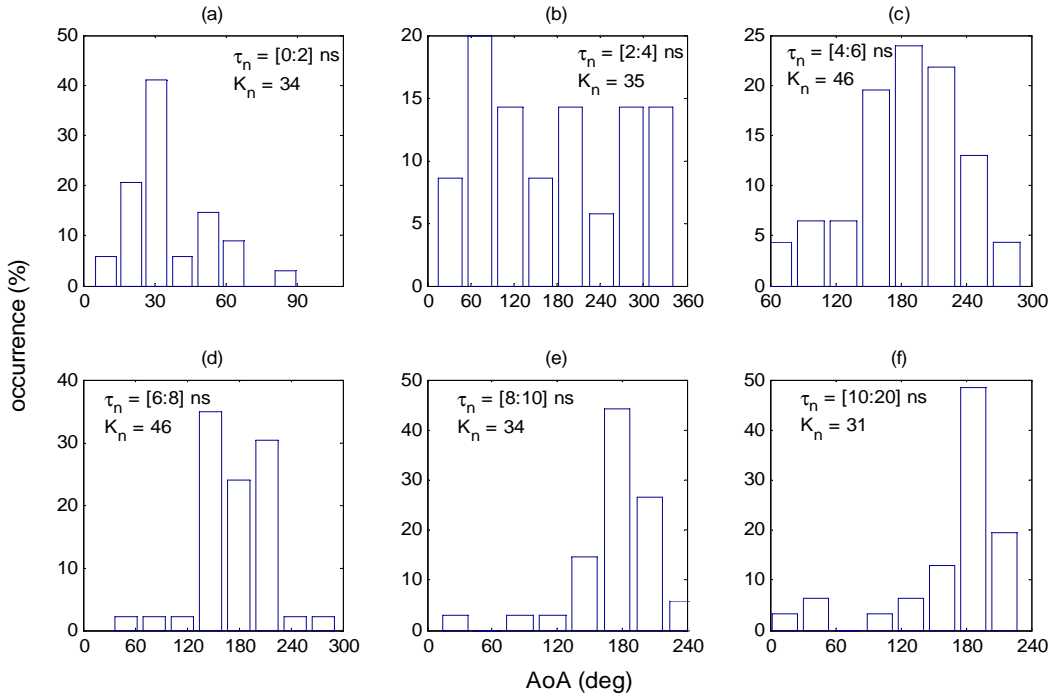 (a)
τn = [0:2] ns
Kn = 34
50
40
30
20
10
0
0 30 60 90
(b)
τn = [2:4] ns
Kn = 35
20
15
10
5
0
0 60 120 180 240 300 360
(c)
τn = [4:6] ns
Kn = 46
25
20
15
10
5
0
60 120 180 240 300
occurrence (%)
(d)
τn = [6:8] ns
Kn = 46
40
30
20
10
0
0 60 120 180 240 300
(e)
τn = [8:10] ns
Kn = 34
50
40
30
20
10
0
0 60 120 180 240
(f)
τn = [10:20] ns
Kn = 31
50
40
30
20
10
0
0 60 120 180 240
AoA (deg)